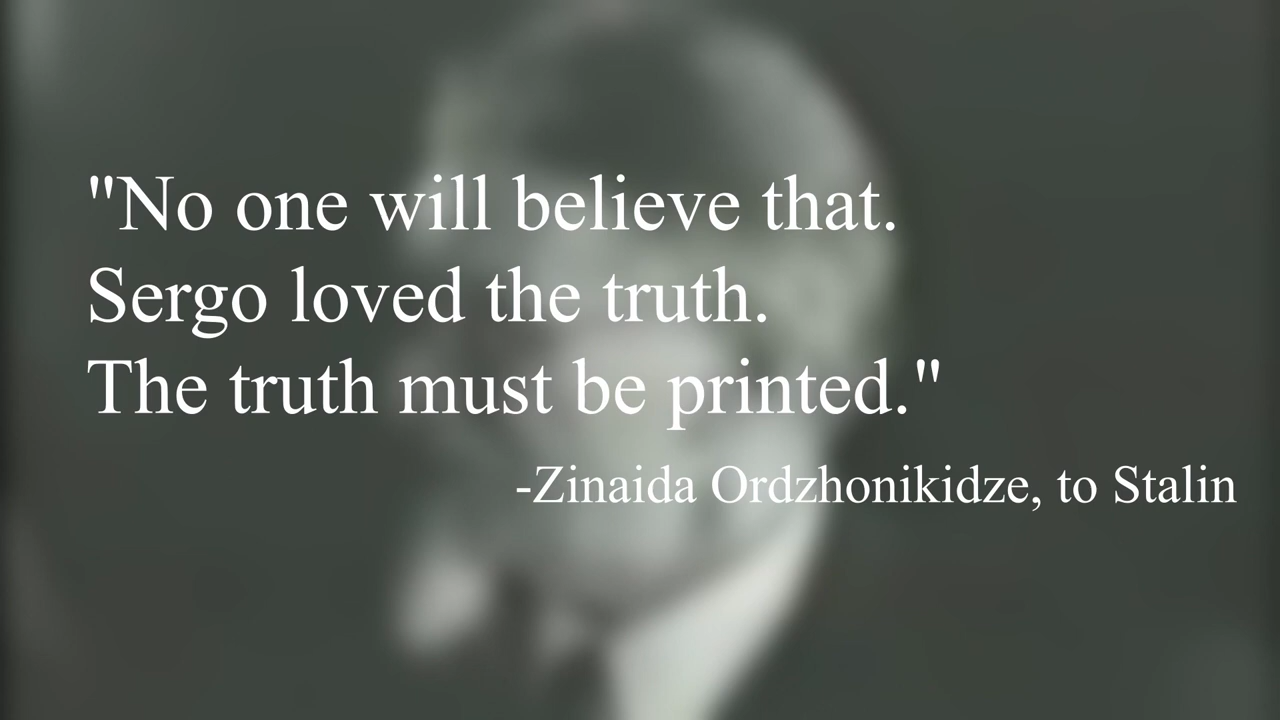 "No one will believe that.
Sergo loved the truth.
The truth must be printed."
-Zinaida Ordzhonikidze, to Stalin